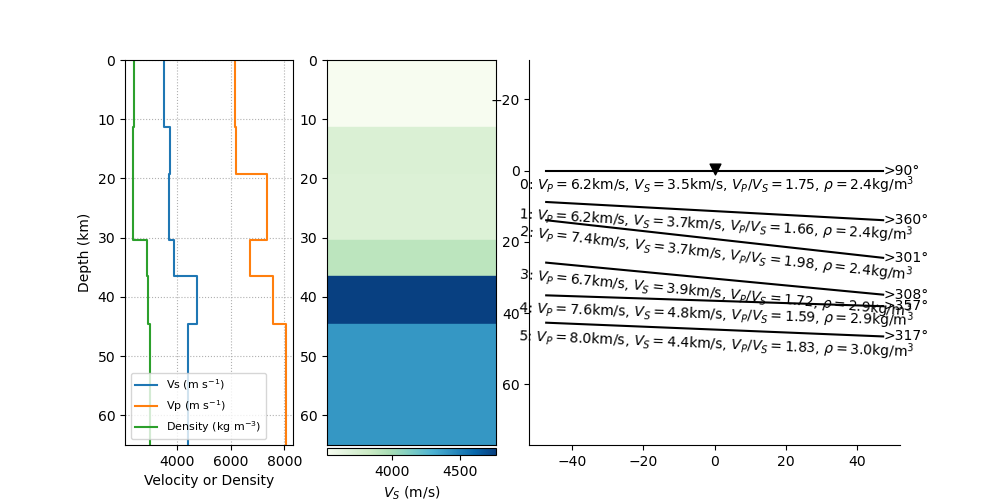 0
10
20
30
40
50
60
Depth (km)
4000 6000 8000
Velocity or Density
Vs (m s⁻¹)
Vp (m s⁻¹)
Density (kg m⁻³)
0
10
20
30
40
50
60
4000 4500
V_S (m/s)
−20
0
20
40
60
−40 −20 0 20 40
>90°
0: V_P = 6.2km/s, V_S = 3.5km/s, V_P/V_S = 1.75, ρ = 2.4kg/m³
>360°
1: V_P = 6.2km/s, V_S = 3.7km/s, V_P/V_S = 1.66, ρ = 2.4kg/m³
>301°
2: V_P = 7.4km/s, V_S = 3.7km/s, V_P/V_S = 1.98, ρ = 2.4kg/m³
>308°
3: V_P = 6.7km/s, V_S = 3.9km/s, V_P/V_S = 1.72, ρ = 2.9kg/m³
>357°
4: V_P = 7.6km/s, V_S = 4.8km/s, V_P/V_S = 1.59, ρ = 2.9kg/m³
>317°
5: V_P = 8.0km/s, V_S = 4.4km/s, V_P/V_S = 1.83, ρ = 3.0kg/m³